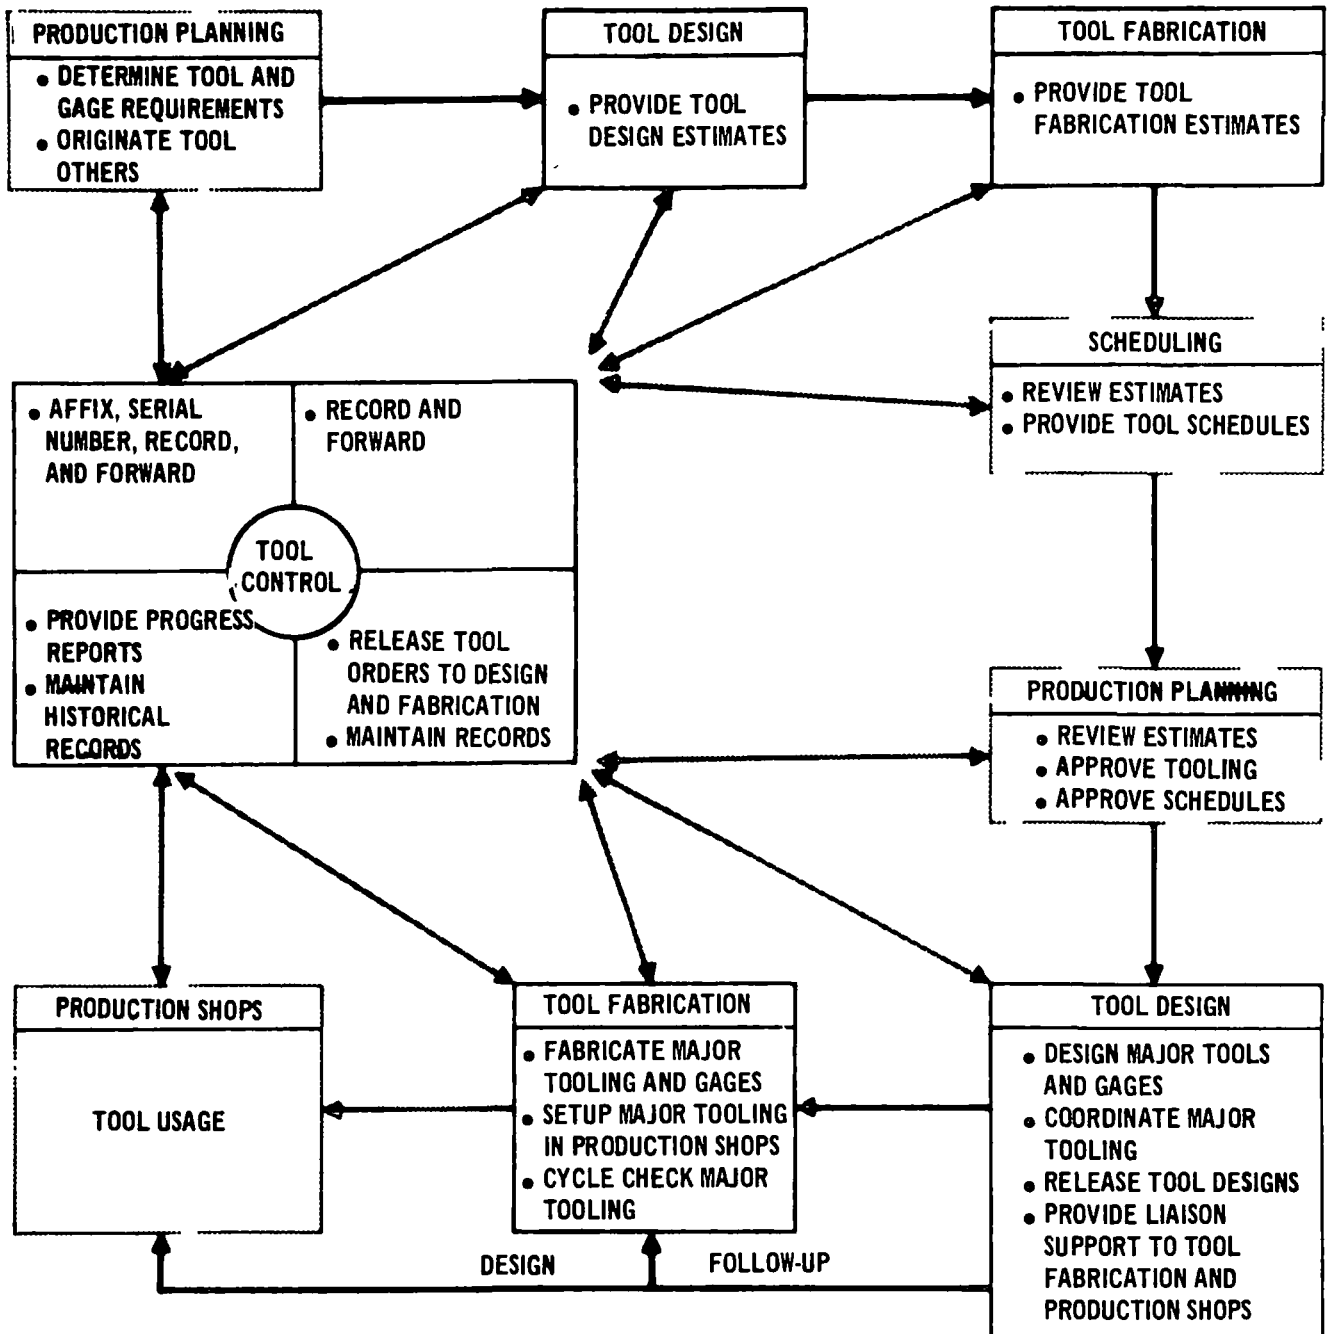 PRODUCTION PLANNING
• DETERMINE TOOL AND
GAGE REQUIREMENTS
• ORIGINATE TOOL
OTHERS
TOOL DESIGN
• PROVIDE TOOL
DESIGN ESTIMATES
TOOL FABRICATION
• PROVIDE TOOL
FABRICATION ESTIMATES
SCHEDULING
• REVIEW ESTIMATES
• PROVIDE TOOL SCHEDULES
• AFFIX, SERIAL
NUMBER, RECORD,
AND FORWARD
• RECORD AND
FORWARD
TOOL
CONTROL
• PROVIDE PROGRESS
REPORTS
• MAINTAIN
HISTORICAL
RECORDS
• RELEASE TOOL
ORDERS TO DESIGN
AND FABRICATION
• MAINTAIN RECORDS
PRODUCTION PLANNING
• REVIEW ESTIMATES
• APPROVE TOOLING
• APPROVE SCHEDULES
PRODUCTION SHOPS
TOOL USAGE
TOOL FABRICATION
• FABRICATE MAJOR
TOOLING AND GAGES
• SETUP MAJOR TOOLING
IN PRODUCTION SHOPS
• CYCLE CHECK MAJOR
TOOLING
TOOL DESIGN
• DESIGN MAJOR TOOLS
AND GAGES
• COORDINATE MAJOR
TOOLING
• RELEASE TOOL DESIGNS
• PROVIDE LIAISON
SUPPORT TO TOOL
FABRICATION AND
PRODUCTION SHOPS
DESIGN FOLLOW-UP